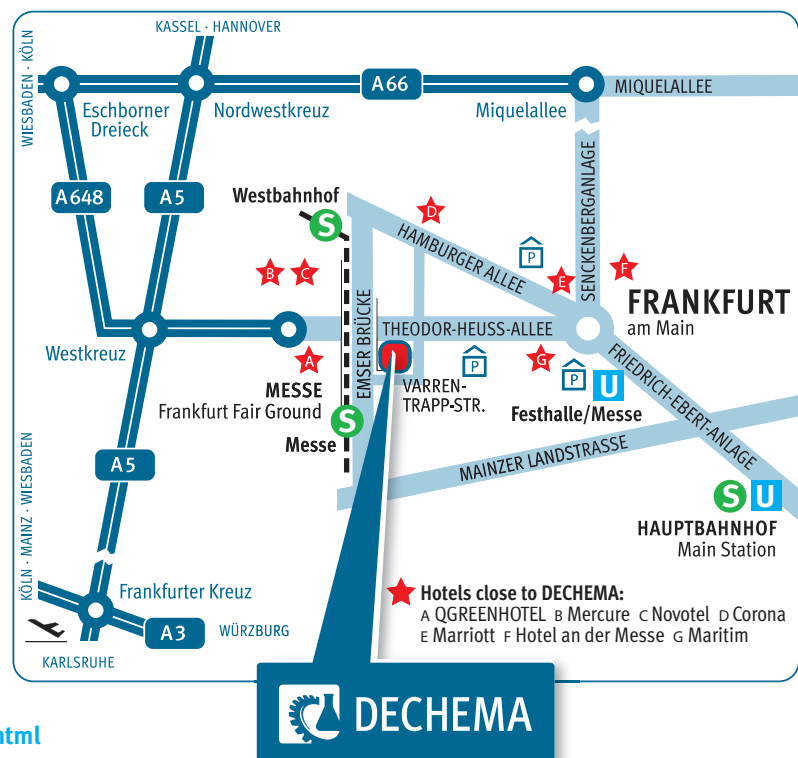 KASSEL · HANNOVER
WIESBADEN · KÖLN
A66
MIQUELALLEE
Eschborner
Dreieck
Nordwestkreuz
Miquelallee
A648
A5
Westbahnhof
S
D
HAMBURGER ALLEE
SENCKENBERGANLAGE
P
B
C
E
F
FRANKFURT
am Main
EMSER BRÜCKE
THEODOR-HEUSS-ALLEE
Westkreuz
A
G
P
P
U
FRIEDRICH-EBERT-ANLAGE
MESSE
Frankfurt Fair Ground
VARREN-
TRAPP-STR.
Festhalle/Messe
S
Messe
MAINZER LANDSTRASSE
A5
KÖLN · MAINZ · WIESBADEN
S
U
HAUPTBAHNHOF
Main Station
Frankfurter Kreuz
A3
WÜRZBURG
KARLSRUHE
Hotels close to DECHEMA:
A QGREENHOTEL B Mercure C Novotel D Corona
E Marriott F Hotel an der Messe G Maritim
DECHEMA
html